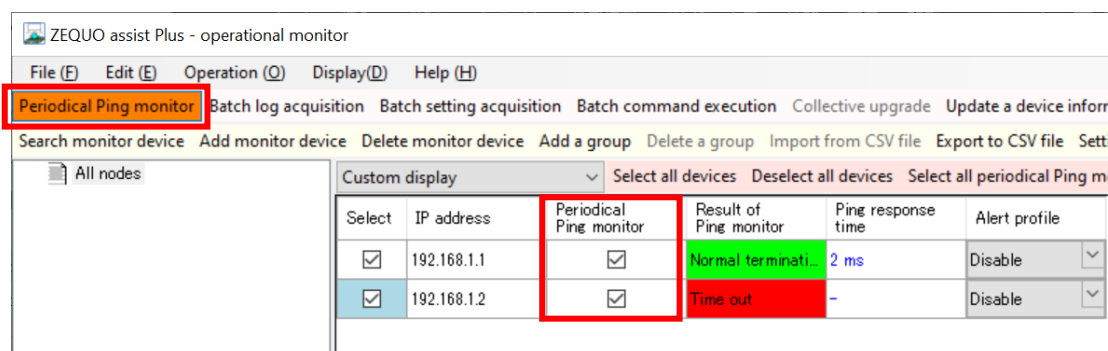 ZEQUO assist Plus - operational monitor
File (F) Edit (E) Operation (O) Display(D) Help (H)
Periodical Ping monitor Batch log acquisition Batch setting acquisition Batch command execution Collective upgrade Update a device infor
Search monitor device Add monitor device Delete monitor device Add a group Delete a group Import from CSV file Export to CSV file Sett
All nodes
Custom display Select all devices Deselect all devices Select all periodical Ping m
Select IP address Periodical Ping monitor Result of Ping monitor Ping response time Alert profile
192.168.1.1 Normal terminati... 2 ms Disable
192.168.1.2 Time out - Disable